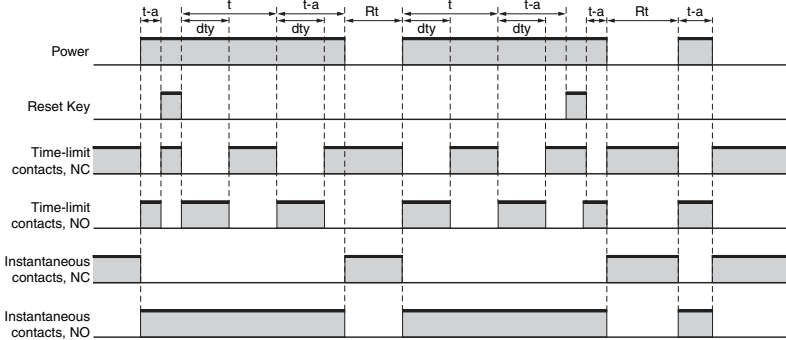 t-a t t-a Rt t t-a t-a Rt t-a
dty dty dty dty
Power
Reset Key
Time-limit
contacts, NC
Time-limit
contacts, NO
Instantaneous
contacts, NC
Instantaneous
contacts, NO